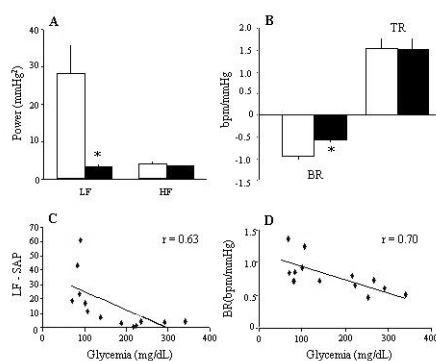 A
Power (mmHg²)
40
30
20
10
0
*
LF
HF
B
bpm/mmHg
2.0
1.5
1.0
0.5
0
-0.5
-1.0
1.5
TR
*
BR
C
r = 0.63
LF - SAP
70
60
50
40
30
20
10
0
0
100
200
300
400
Glycemia (mg/dL)
D
r = 0.70
BR(bpm/mmHg)
1.5
1.0
0.5
0
0
100
200
300
400
Glycemia (mg/dL)